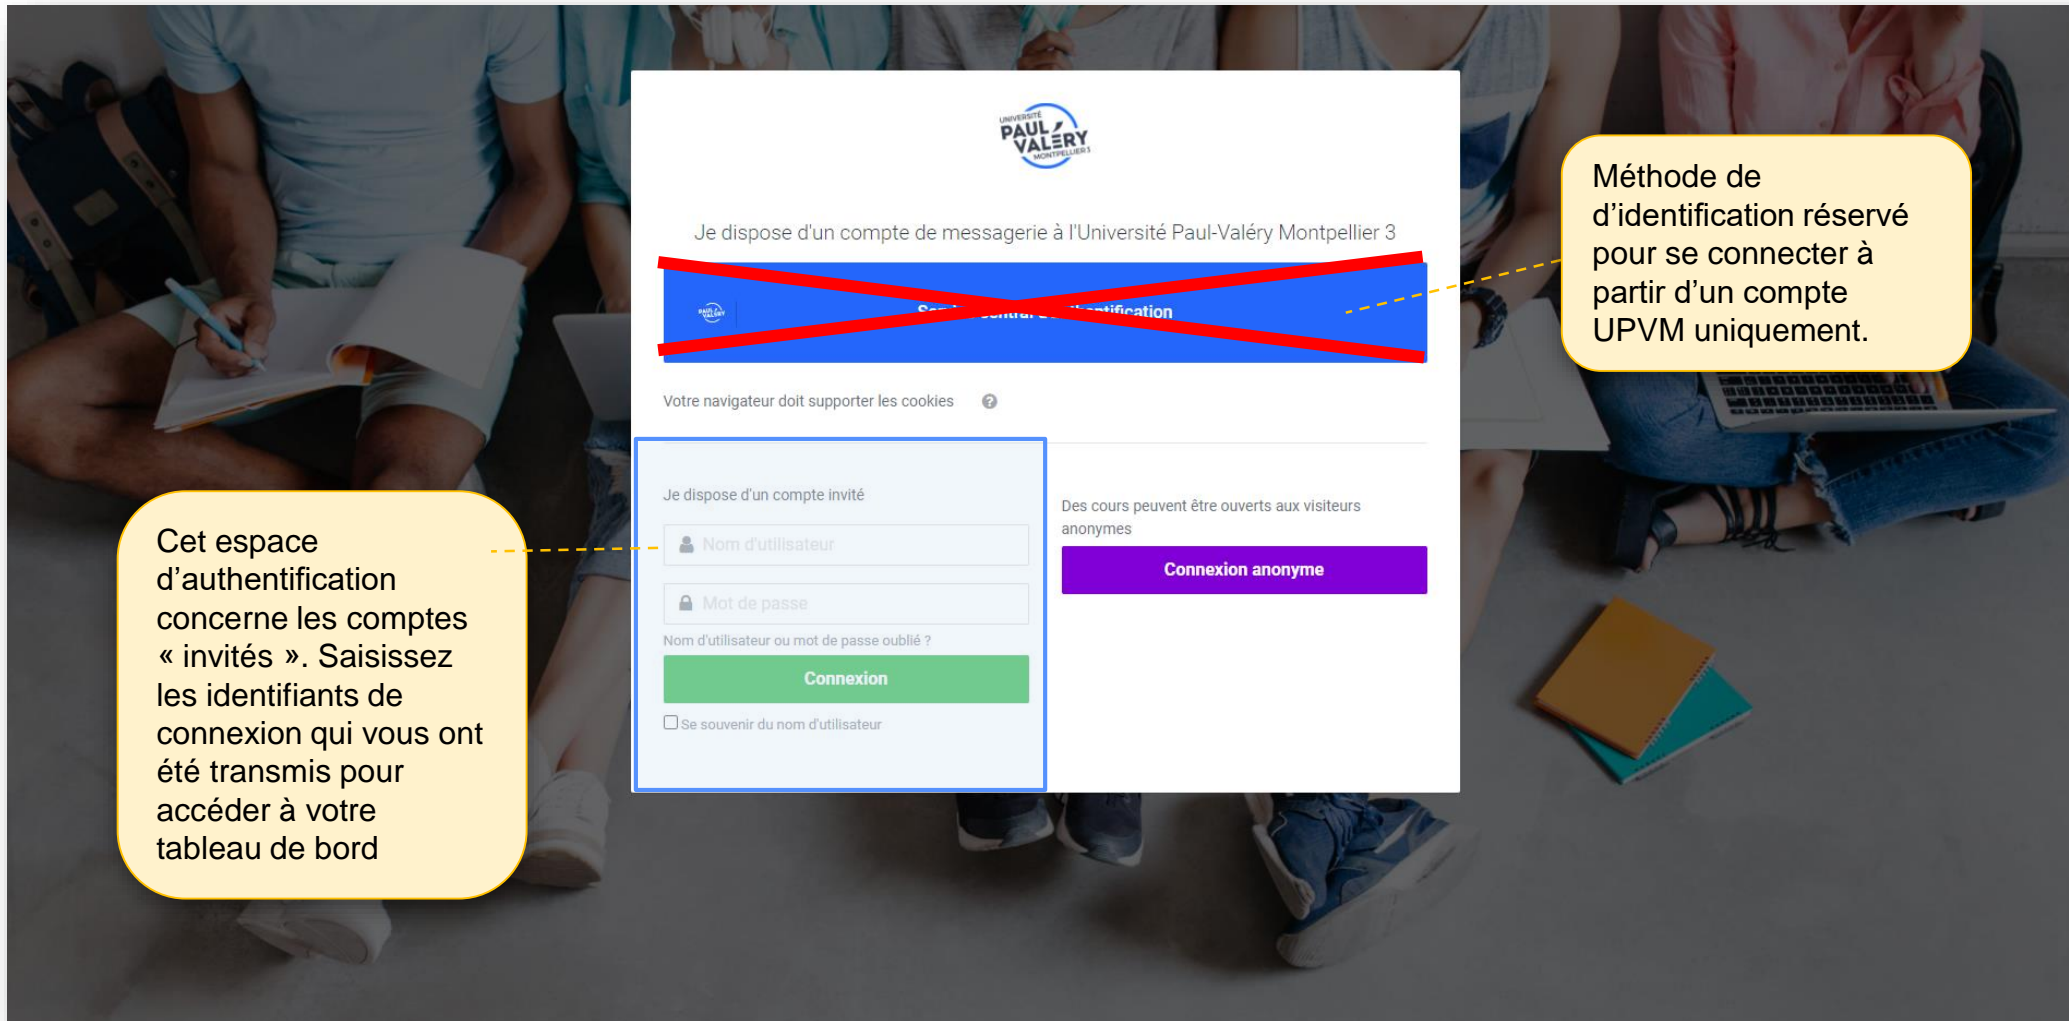 UNIVERSITÉ
PAUL
VALÉRY
MONTPELLIER 3
Je dispose d'un compte de messagerie à l'Université Paul-Valéry Montpellier 3
PAUL
VALÉRY
Votre navigateur doit supporter les cookies
Je dispose d'un compte invité
Nom d'utilisateur
Mot de passe
Nom d'utilisateur ou mot de passe oublié ?
Connexion
Se souvenir du nom d'utilisateur
Des cours peuvent être ouverts aux visiteurs
anonymes
Connexion anonyme
Méthode de
d’identification réservé
pour se connecter à
partir d’un compte
UPVM uniquement.
Cet espace
d’authentification
concerne les comptes
« invités ». Saisissez
les identifiants de
connexion qui vous ont
été transmis pour
accéder à votre
tableau de bord